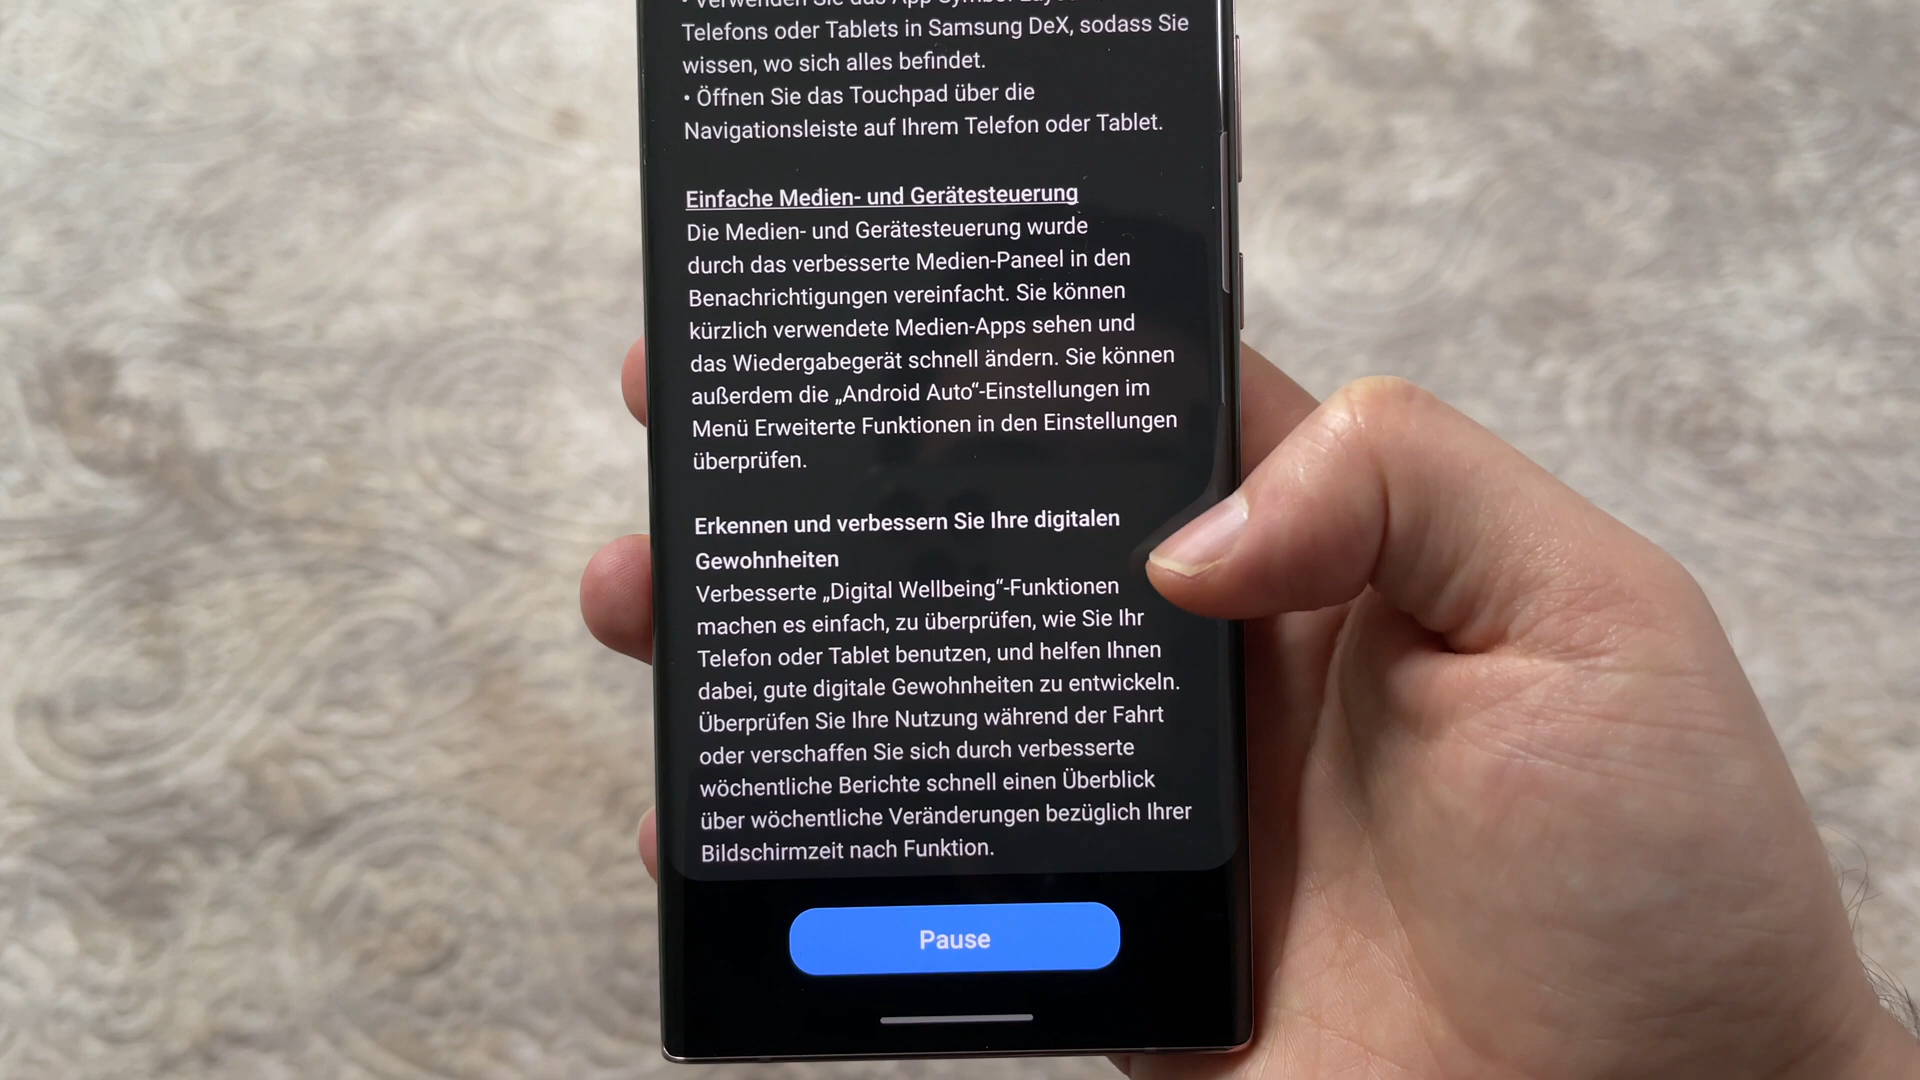 • Verwenden Sie das App-Symbol-Layout
Telefons oder Tablets in Samsung DeX, sodass Sie
wissen, wo sich alles befindet.
• Öffnen Sie das Touchpad über die
Navigationsleiste auf Ihrem Telefon oder Tablet.
Einfache Medien- und Gerätesteuerung
Die Medien- und Gerätesteuerung wurde
durch das verbesserte Medien-Paneel in den
Benachrichtigungen vereinfacht. Sie können
kürzlich verwendete Medien-Apps sehen und
das Wiedergabegerät schnell ändern. Sie können
außerdem die „Android Auto“-Einstellungen im
Menü Erweiterte Funktionen in den Einstellungen
überprüfen.
Erkennen und verbessern Sie Ihre digitalen
Gewohnheiten
Verbesserte „Digital Wellbeing“-Funktionen
machen es einfach, zu überprüfen, wie Sie Ihr
Telefon oder Tablet benutzen, und helfen Ihnen
dabei, gute digitale Gewohnheiten zu entwickeln.
Überprüfen Sie Ihre Nutzung während der Fahrt
oder verschaffen Sie sich durch verbesserte
wöchentliche Berichte schnell einen Überblick
über wöchentliche Veränderungen bezüglich Ihrer
Bildschirmzeit nach Funktion.
Pause